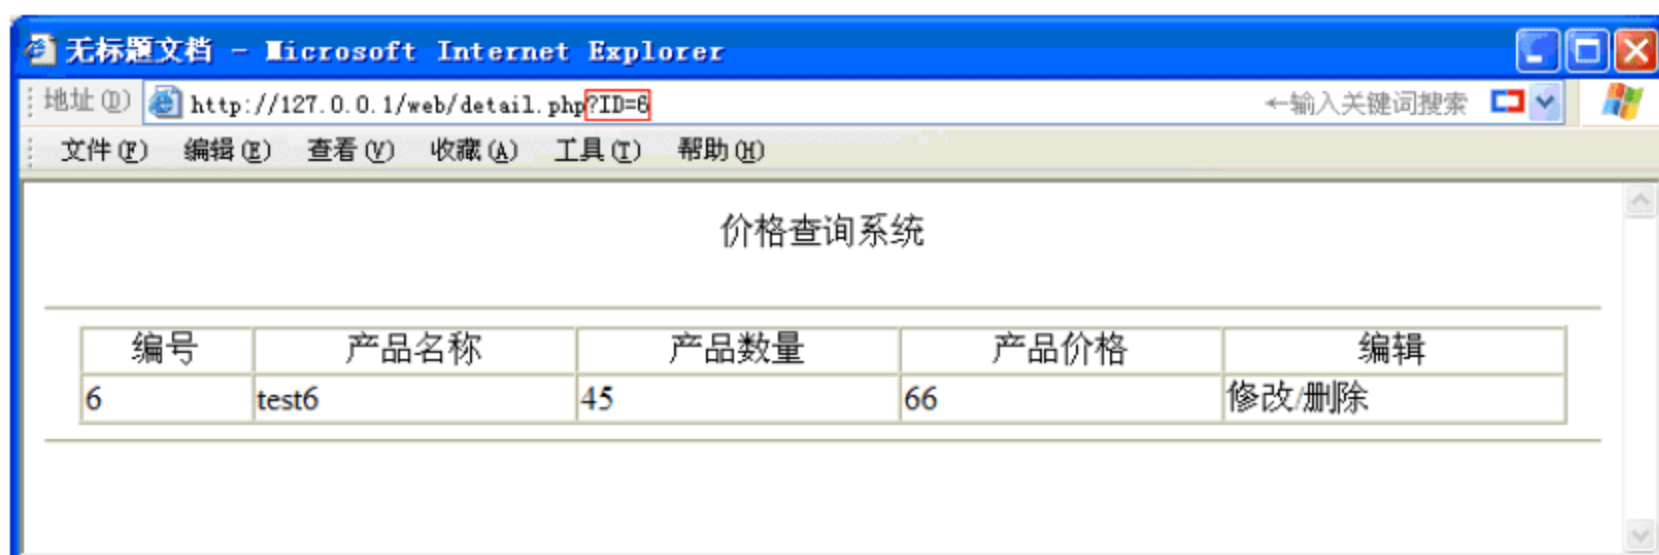 无标题文档 - Microsoft Internet Explorer
地址(D) http://127.0.0.1/web/detail.php?ID=6 ←输入关键词搜索
文件(F) 编辑(E) 查看(V) 收藏(A) 工具(T) 帮助(H)
价格查询系统
编号 产品名称 产品数量 产品价格 编辑
6 test6 45 66 修改/删除